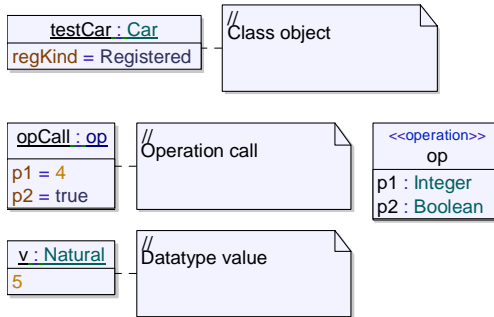 testCar : Car
regKind = Registered
//
Class object
opCall : op
p1 = 4
p2 = true
//
Operation call
<<operation>>
op
p1 : Integer
p2 : Boolean
v : Natural
5
//
Datatype value